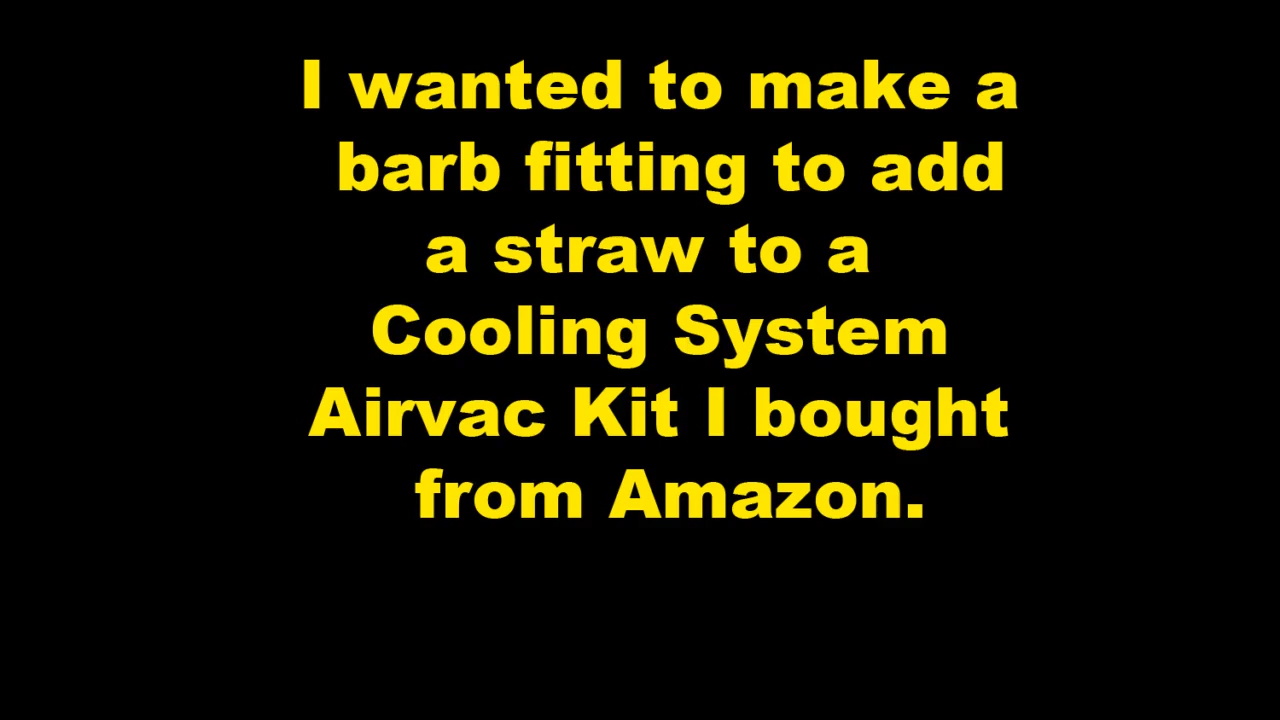 I wanted to make a
barb fitting to add
a straw to a
Cooling System
Airvac Kit I bought
from Amazon.